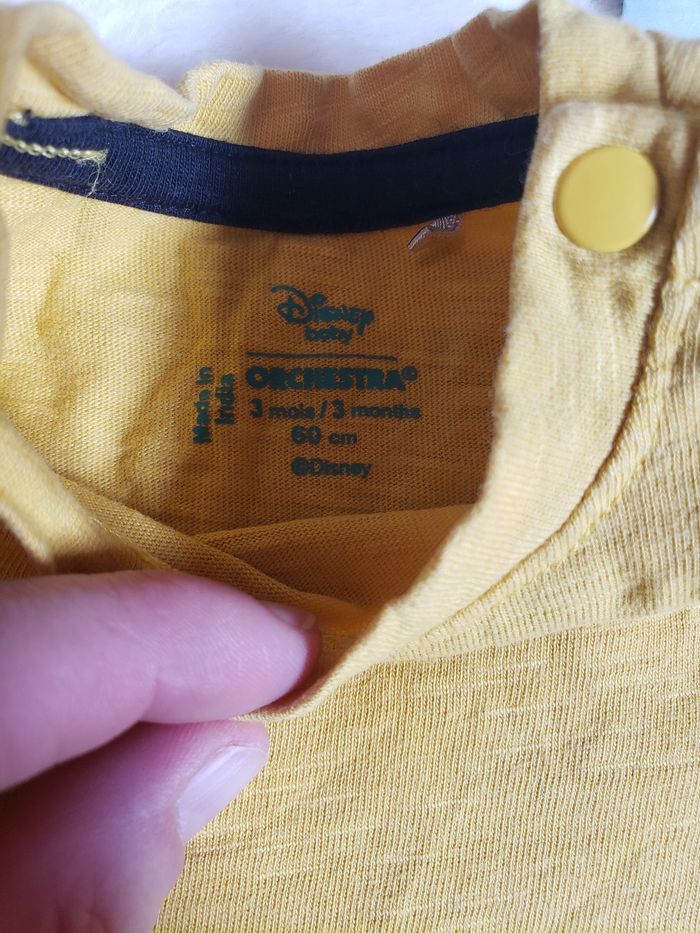 Disney
baby
Made in
India
ORCHESTRA©
3 mois / 3 months
60 cm
©Disney